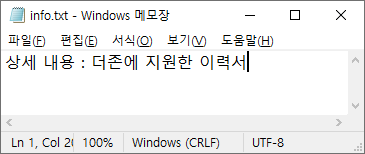 info.txt - Windows 메모장
파일(F) 편집(E) 서식(O) 보기(V) 도움말(H)
상세 내용 : 더존에 지원한 이력서
Ln 1, Col 20 100% Windows (CRLF) UTF-8